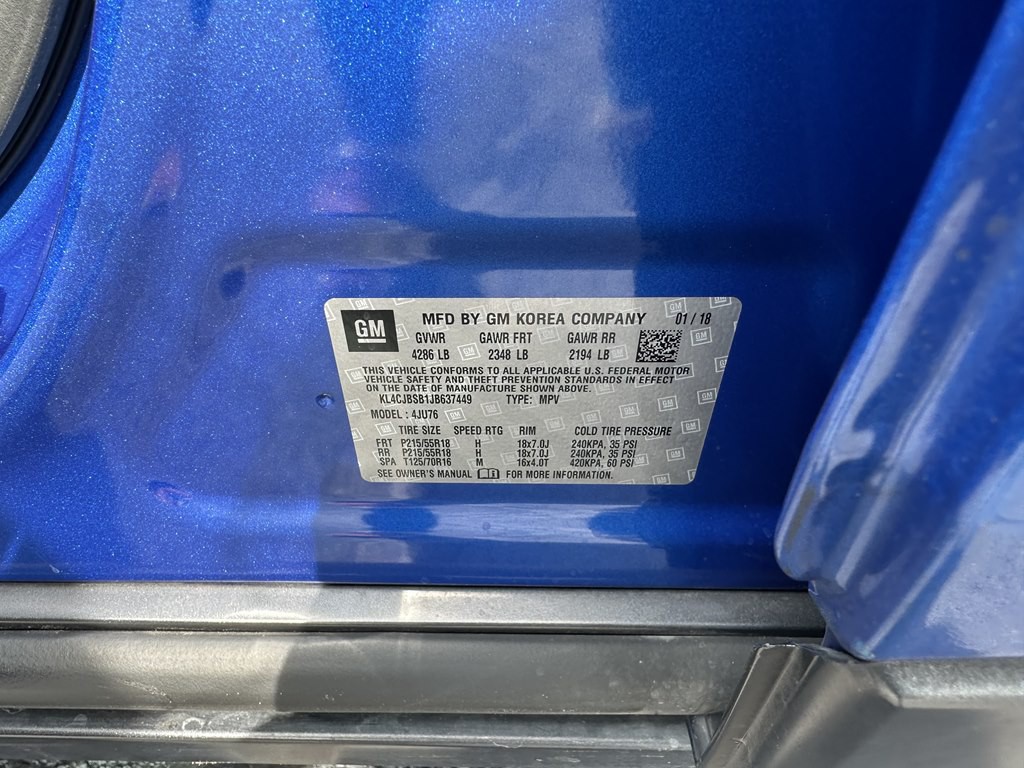 GM
MFD BY GM KOREA COMPANY 01 / 18
GVWR GAWR FRT GAWR RR
4286 LB 2348 LB 2194 LB
THIS VEHICLE CONFORMS TO ALL APPLICABLE U.S. FEDERAL MOTOR
VEHICLE SAFETY AND THEFT PREVENTION STANDARDS IN EFFECT
ON THE DATE OF MANUFACTURE SHOWN ABOVE.
KL4CJBSB1JB637449 TYPE: MPV
MODEL : 4JU76
TIRE SIZE SPEED RTG RIM COLD TIRE PRESSURE
FRT P215/55R18 H 18x7.0J 240KPA, 35 PSI
RR P215/55R18 H 18x7.0J 240KPA, 35 PSI
SPA T125/70R16 M 16x4.0T 420KPA, 60 PSI
SEE OWNER'S MANUAL FOR MORE INFORMATION.